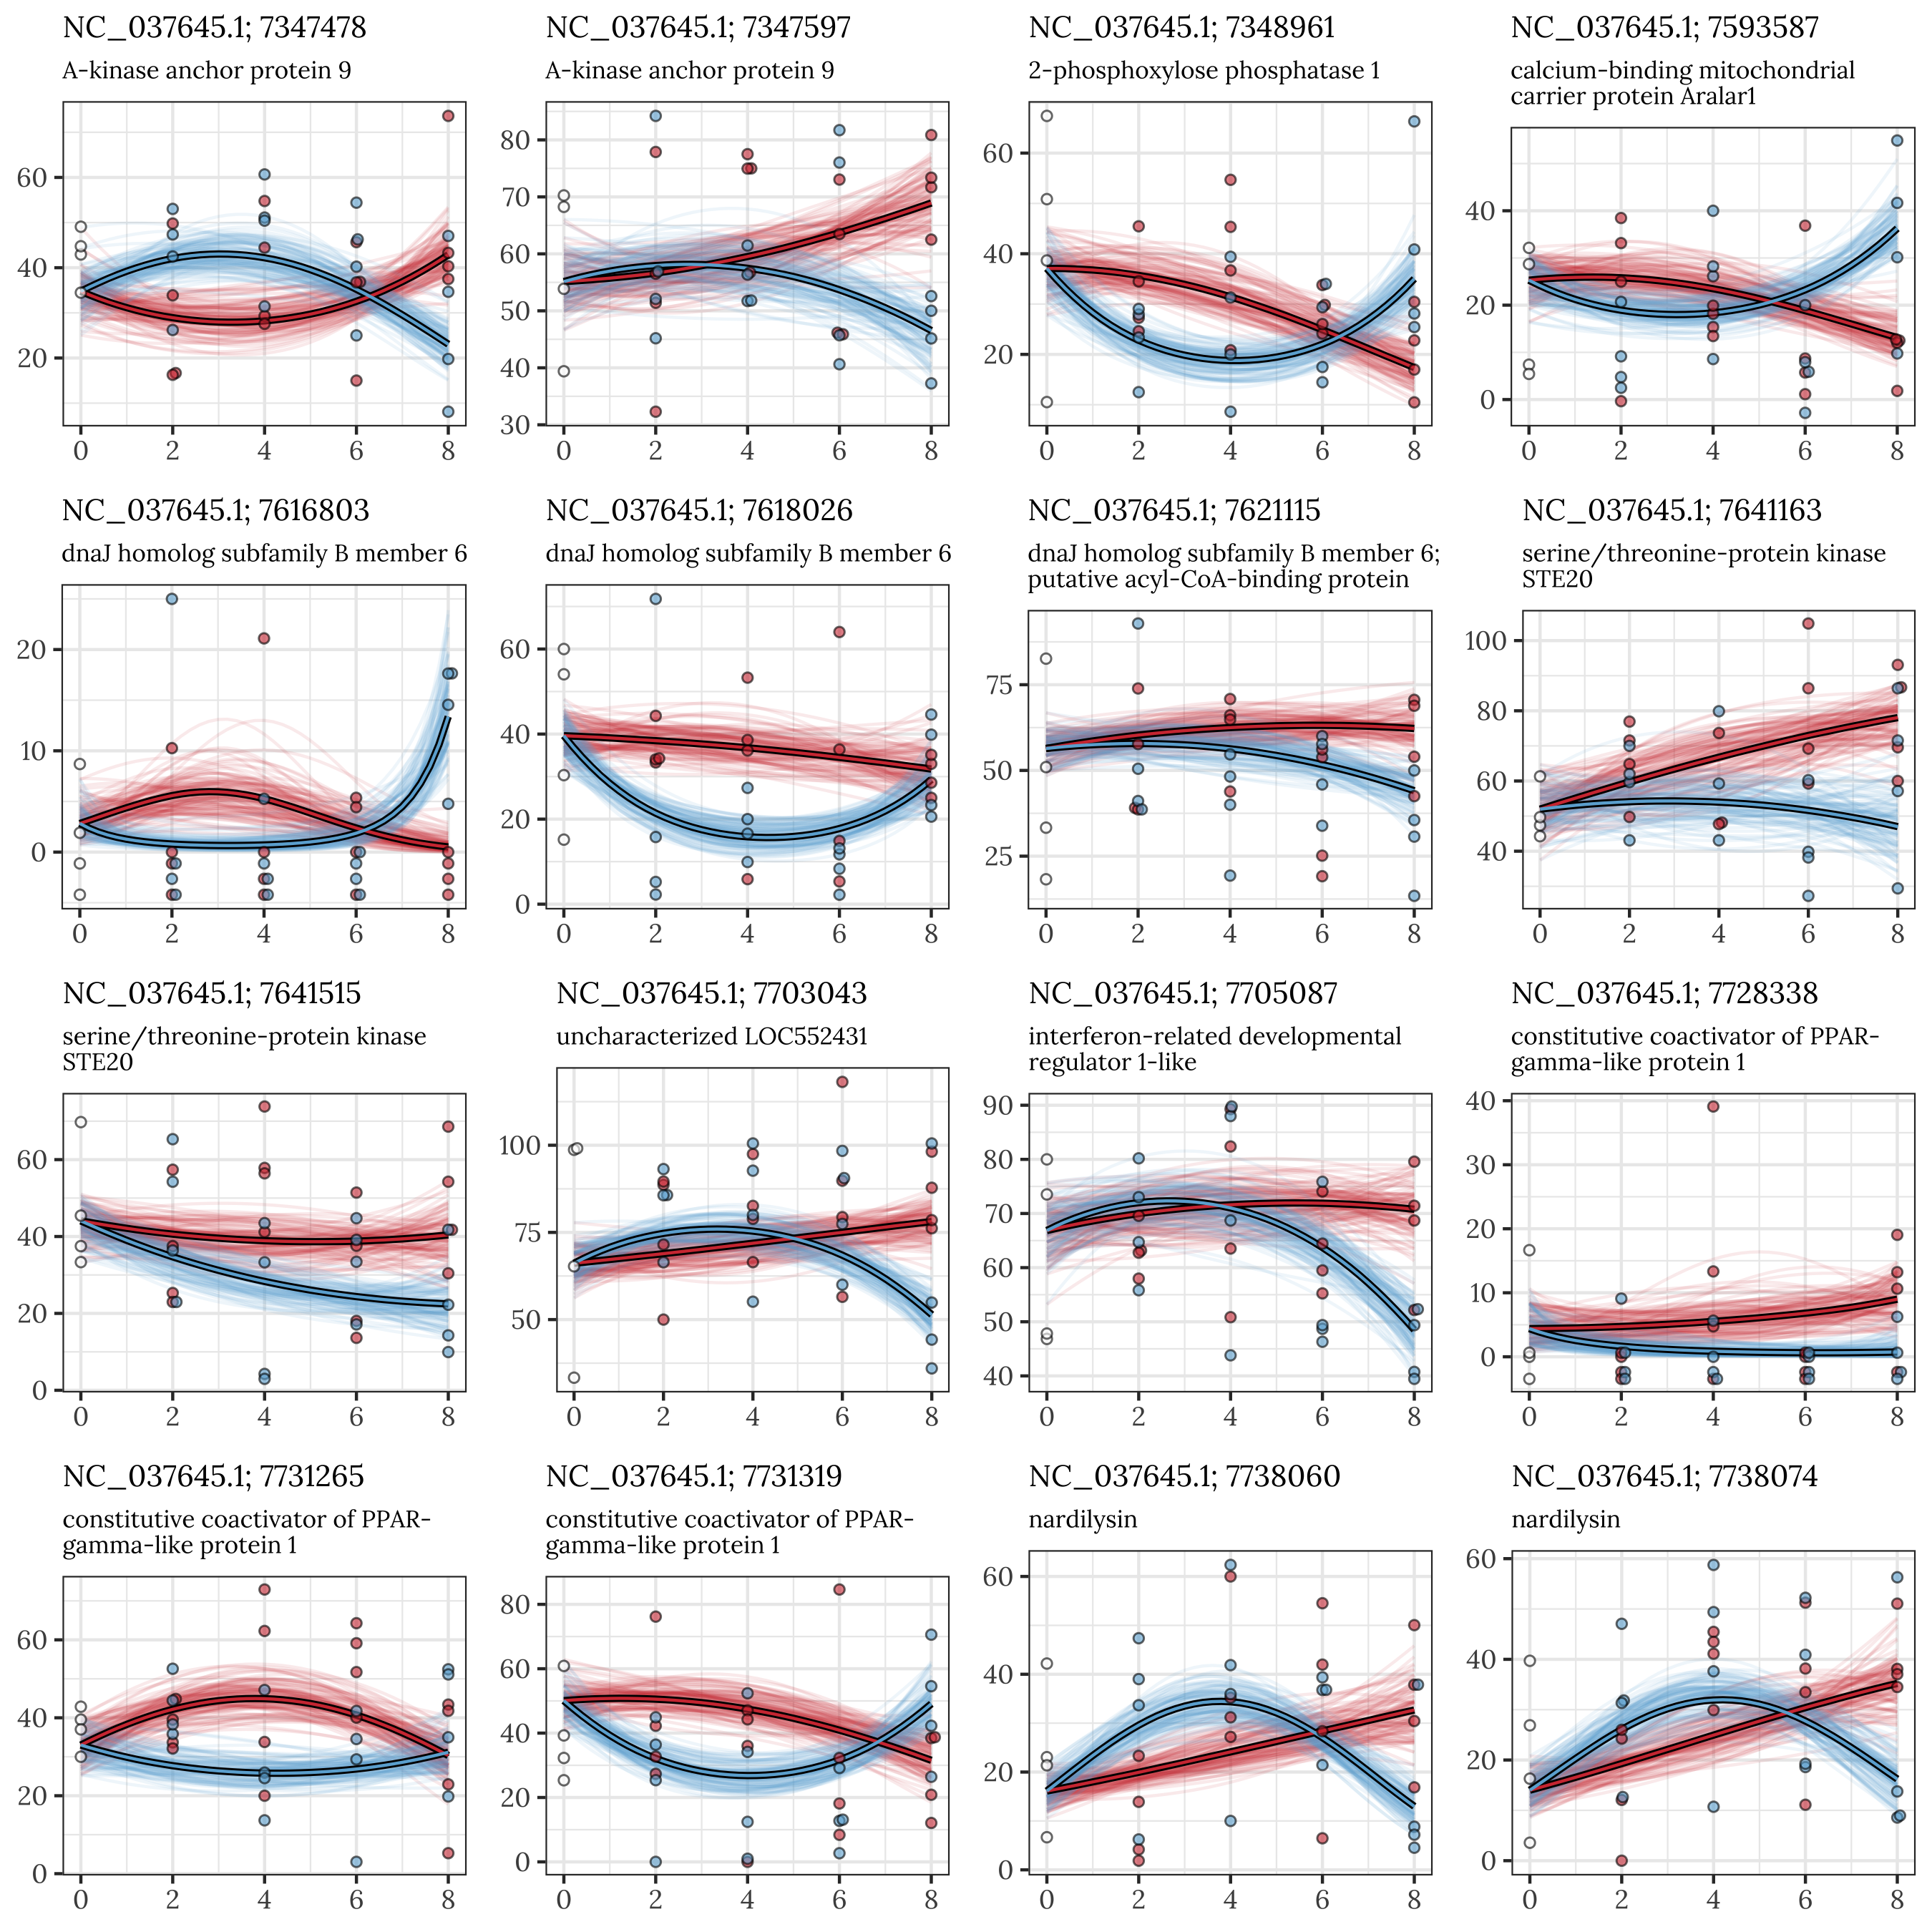 NC_037645.1; 7347478
A-kinase anchor protein 9
60
40
20
0 2 4 6 8
NC_037645.1; 7347597
A-kinase anchor protein 9
80
70
60
50
40
30
0 2 4 6 8
NC_037645.1; 7348961
2-phosphoxylose phosphatase 1
60
40
20
0 2 4 6 8
NC_037645.1; 7593587
calcium-binding mitochondrial
carrier protein Aralar1
40
20
0
0 2 4 6 8
NC_037645.1; 7616803
dnaJ homolog subfamily B member 6
20
10
0
0 2 4 6 8
NC_037645.1; 7618026
dnaJ homolog subfamily B member 6
60
40
20
0
0 2 4 6 8
NC_037645.1; 7621115
dnaJ homolog subfamily B member 6;
putative acyl-CoA-binding protein
75
50
25
0 2 4 6 8
NC_037645.1; 7641163
serine/threonine-protein kinase
STE20
100
80
60
40
0 2 4 6 8
NC_037645.1; 7641515
serine/threonine-protein kinase
STE20
60
40
20
0
0 2 4 6 8
NC_037645.1; 7703043
uncharacterized LOC552431
100
75
50
0 2 4 6 8
NC_037645.1; 7705087
interferon-related developmental
regulator 1-like
90
80
70
60
50
40
0 2 4 6 8
NC_037645.1; 7728338
constitutive coactivator of PPAR-
gamma-like protein 1
40
30
20
10
0
0 2 4 6 8
NC_037645.1; 7731265
constitutive coactivator of PPAR-
gamma-like protein 1
60
40
20
0
0 2 4 6 8
NC_037645.1; 7731319
constitutive coactivator of PPAR-
gamma-like protein 1
80
60
40
20
0
0 2 4 6 8
NC_037645.1; 7738060
nardilysin
60
40
20
0
0 2 4 6 8
NC_037645.1; 7738074
nardilysin
60
40
20
0
0 2 4 6 8